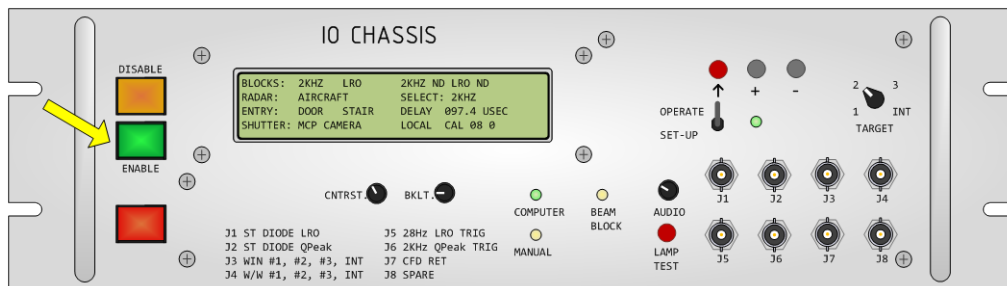 IO CHASSIS
DISABLE
ENABLE
BLOCKS: 2KHZ LRO 2KHZ ND LRO ND
RADAR: AIRCRAFT SELECT: 2KHZ
ENTRY: DOOR STAIR DELAY 097.4 USEC
SHUTTER: MCP CAMERA LOCAL CAL 08 0
+ -
OPERATE
SET-UP
2 3
1 INT
TARGET
CNTRST.
BKLT.
COMPUTER
MANUAL
BEAM
BLOCK
AUDIO
LAMP
TEST
J1 J2 J3 J4
J5 J6 J7 J8
J1 ST DIODE LRO J5 28Hz LRO TRIG
J2 ST DIODE QPeak J6 2KHz QPeak TRIG
J3 WIN #1, #2, #3, INT J7 CFD RET
J4 W/W #1, #2, #3, INT J8 SPARE